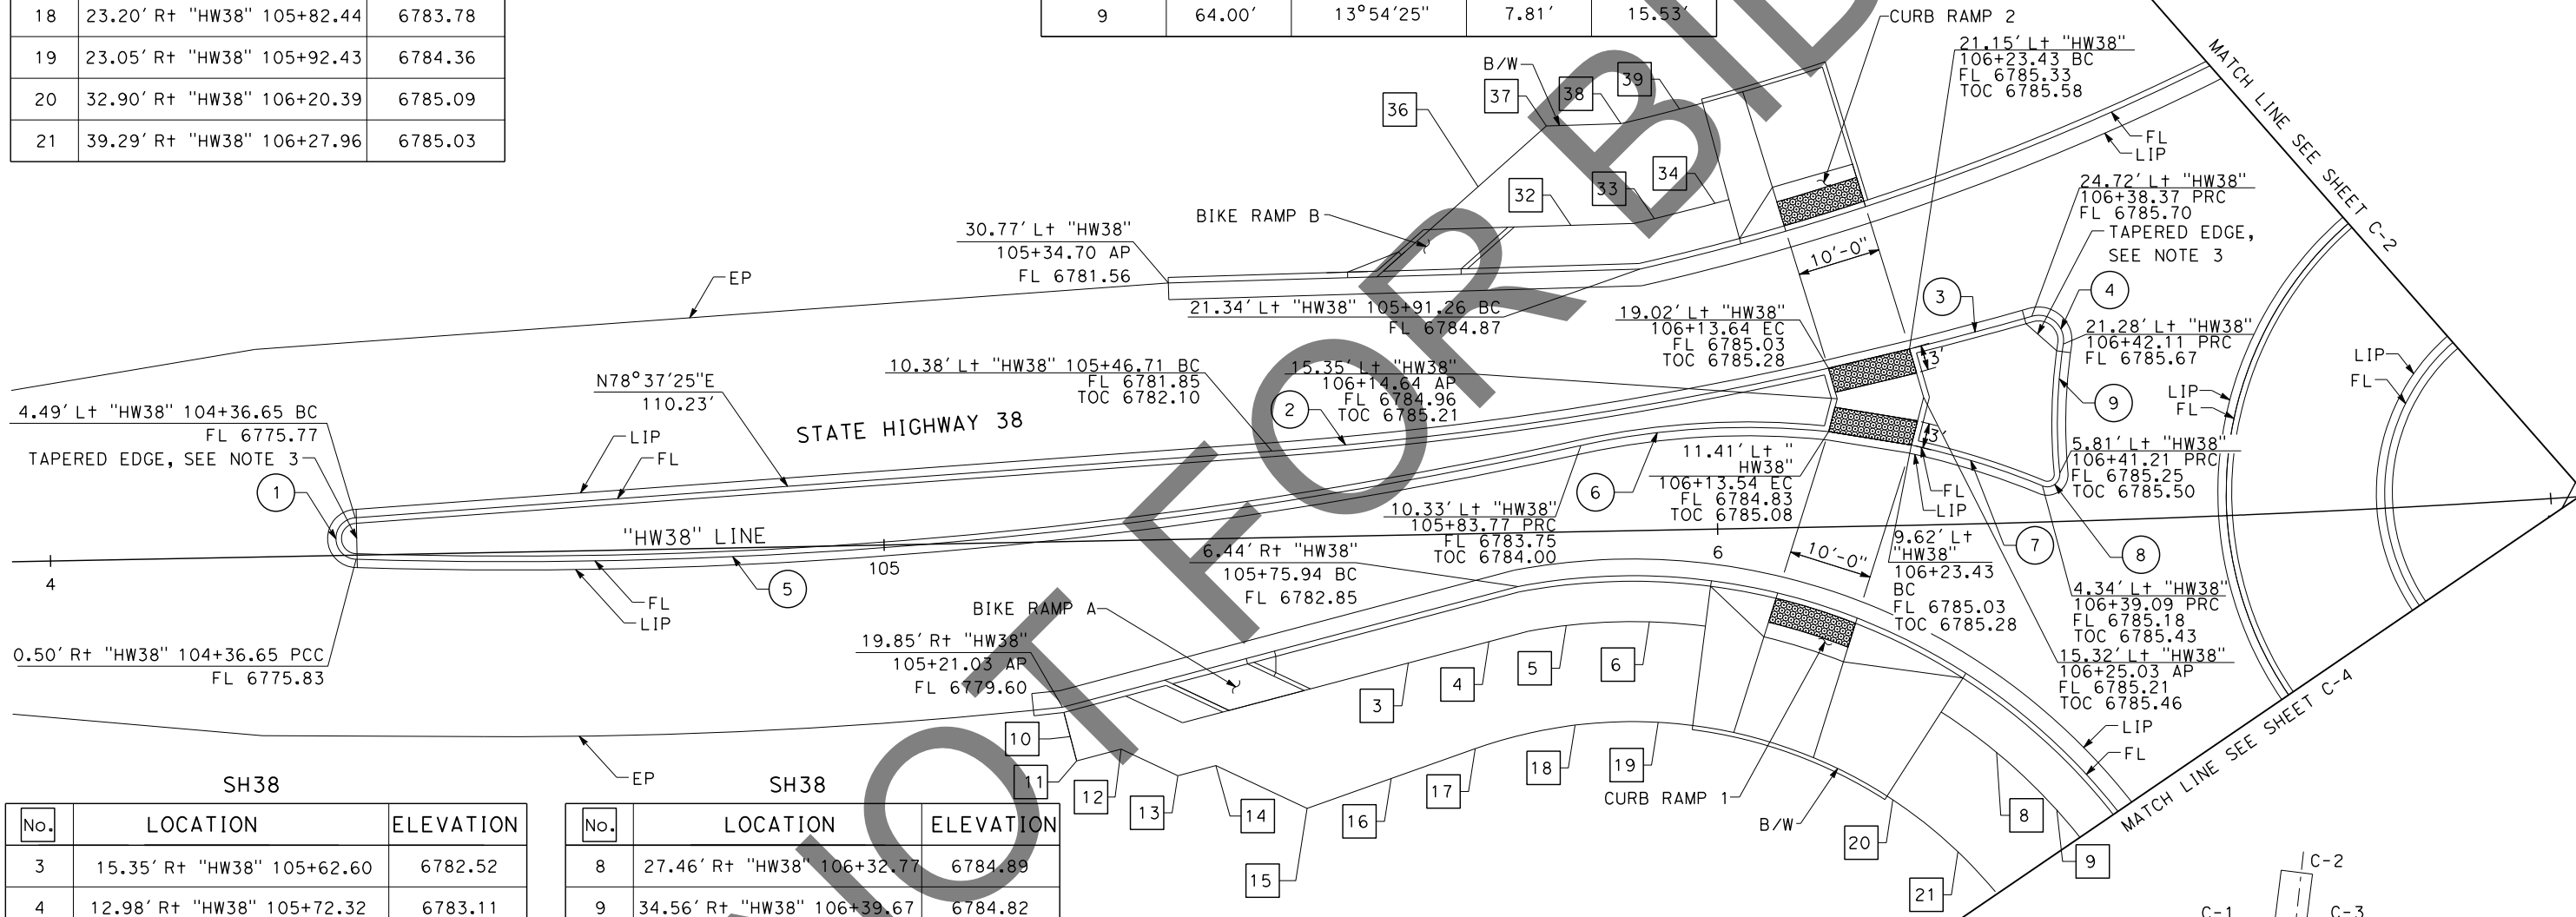 18 23.20' Rt "HW38" 105+82.44 6783.78
19 23.05' Rt "HW38" 105+92.43 6784.36
20 32.90' Rt "HW38" 106+20.39 6785.09
21 39.29' Rt "HW38" 106+27.96 6785.03
9 64.00' 13°54'25" 7.81' 15.53'
CURB RAMP 2
21.15' Lt "HW38"
106+23.43 BC
FL 6785.33
TOC 6785.58
MATCH LINE SEE SHEET C-2
B/W
36
37
38
39
FL
LIP
24.72' Lt "HW38"
106+38.37 PRC
FL 6785.70
TAPERED EDGE,
SEE NOTE 3
32
33
34
BIKE RAMP B
30.77' Lt "HW38"
105+34.70 AP
FL 6781.56
EP
10'-0"
3
4
21.34' Lt "HW38" 105+91.26 BC
FL 6784.87
19.02' Lt "HW38"
106+13.64 EC
FL 6785.03
TOC 6785.28
21.28' Lt "HW38"
106+42.11 PRC
FL 6785.67
LIP
FL
LIP
FL
N78°37'25"E
110.23'
10.38' Lt "HW38" 105+46.71 BC
FL 6781.85
TOC 6782.10
15.35' Lt "HW38"
106+14.64 AP
FL 6784.96
TOC 6785.21
3'
3'
9
4.49' Lt "HW38" 104+36.65 BC
FL 6775.77
TAPERED EDGE, SEE NOTE 3
STATE HIGHWAY 38
2
LIP
FL
1
5.81' Lt "HW38"
106+41.21 PRC
FL 6785.25
TOC 6785.50
11.41' Lt "
HW38"
106+13.54 EC
FL 6784.83
TOC 6785.08
6
FL
LIP
10.33' Lt "HW38"
105+83.77 PRC
FL 6783.75
TOC 6784.00
"HW38" LINE
4
105
6
10'-0"
9.62' Lt
"HW38"
106+23.43
BC
FL 6785.03
TOC 6785.28
7
8
6.44' Rt "HW38"
105+75.94 BC
FL 6782.85
5
FL
LIP
4.34' Lt "HW38"
106+39.09 PRC
FL 6785.18
TOC 6785.43
BIKE RAMP A
0.50' Rt "HW38" 104+36.65 PCC
FL 6775.83
19.85' Rt "HW38"
105+21.03 AP
FL 6779.60
15.32' Lt "HW38"
106+25.03 AP
FL 6785.21
TOC 6785.46
3
4
5
6
LIP
FL
MATCH LINE SEE SHEET C-4
EP
10
11
12
13
14
15
16
17
18
19
CURB RAMP 1
B/W
20
21
8
9
SH38
No. LOCATION ELEVATION
3 15.35' Rt "HW38" 105+62.60 6782.52
4 12.98' Rt "HW38" 105+72.32 6783.11
SH38
No. LOCATION ELEVATION
8 27.46' Rt "HW38" 106+32.77 6784.89
9 34.56' Rt "HW38" 106+39.67 6784.82
C-2
C-1
C-3
NOT FOR BID